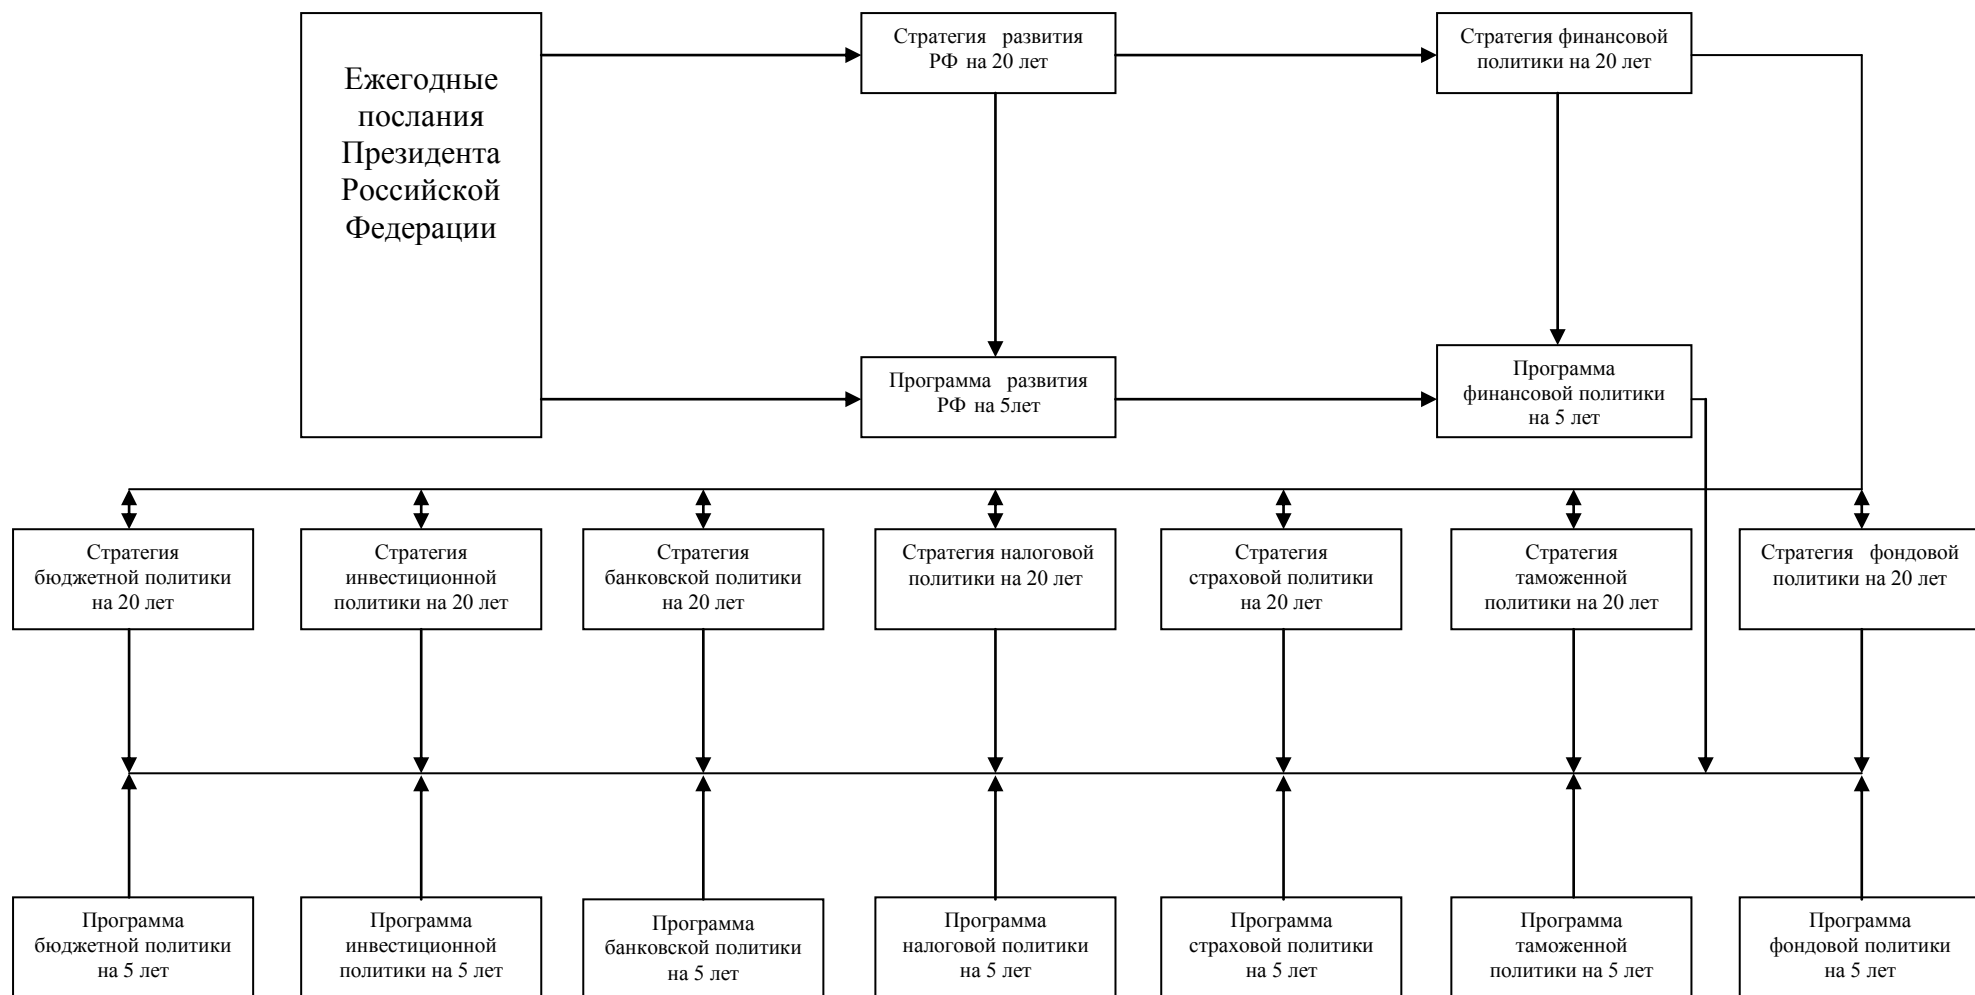 Ежегодные
послания
Президента
Российской
Федерации
Стратегия развития
РФ на 20 лет
Стратегия финансовой
политики на 20 лет
Программа развития
РФ на 5лет
Программа
финансовой политики
на 5 лет
Стратегия
бюджетной политики
на 20 лет
Стратегия
инвестиционной
политики на 20 лет
Стратегия
банковской политики
на 20 лет
Стратегия налоговой
политики на 20 лет
Стратегия
страховой политики
на 20 лет
Стратегия
таможенной
политики на 20 лет
Стратегия фондовой
политики на 20 лет
Программа
бюджетной политики
на 5 лет
Программа
инвестиционной
политики на 5 лет
Программа
банковской политики
на 5 лет
Программа
налоговой политики
на 5 лет
Программа
страховой политики
на 5 лет
Программа
таможенной
политики на 5 лет
Программа
фондовой политики
на 5 лет